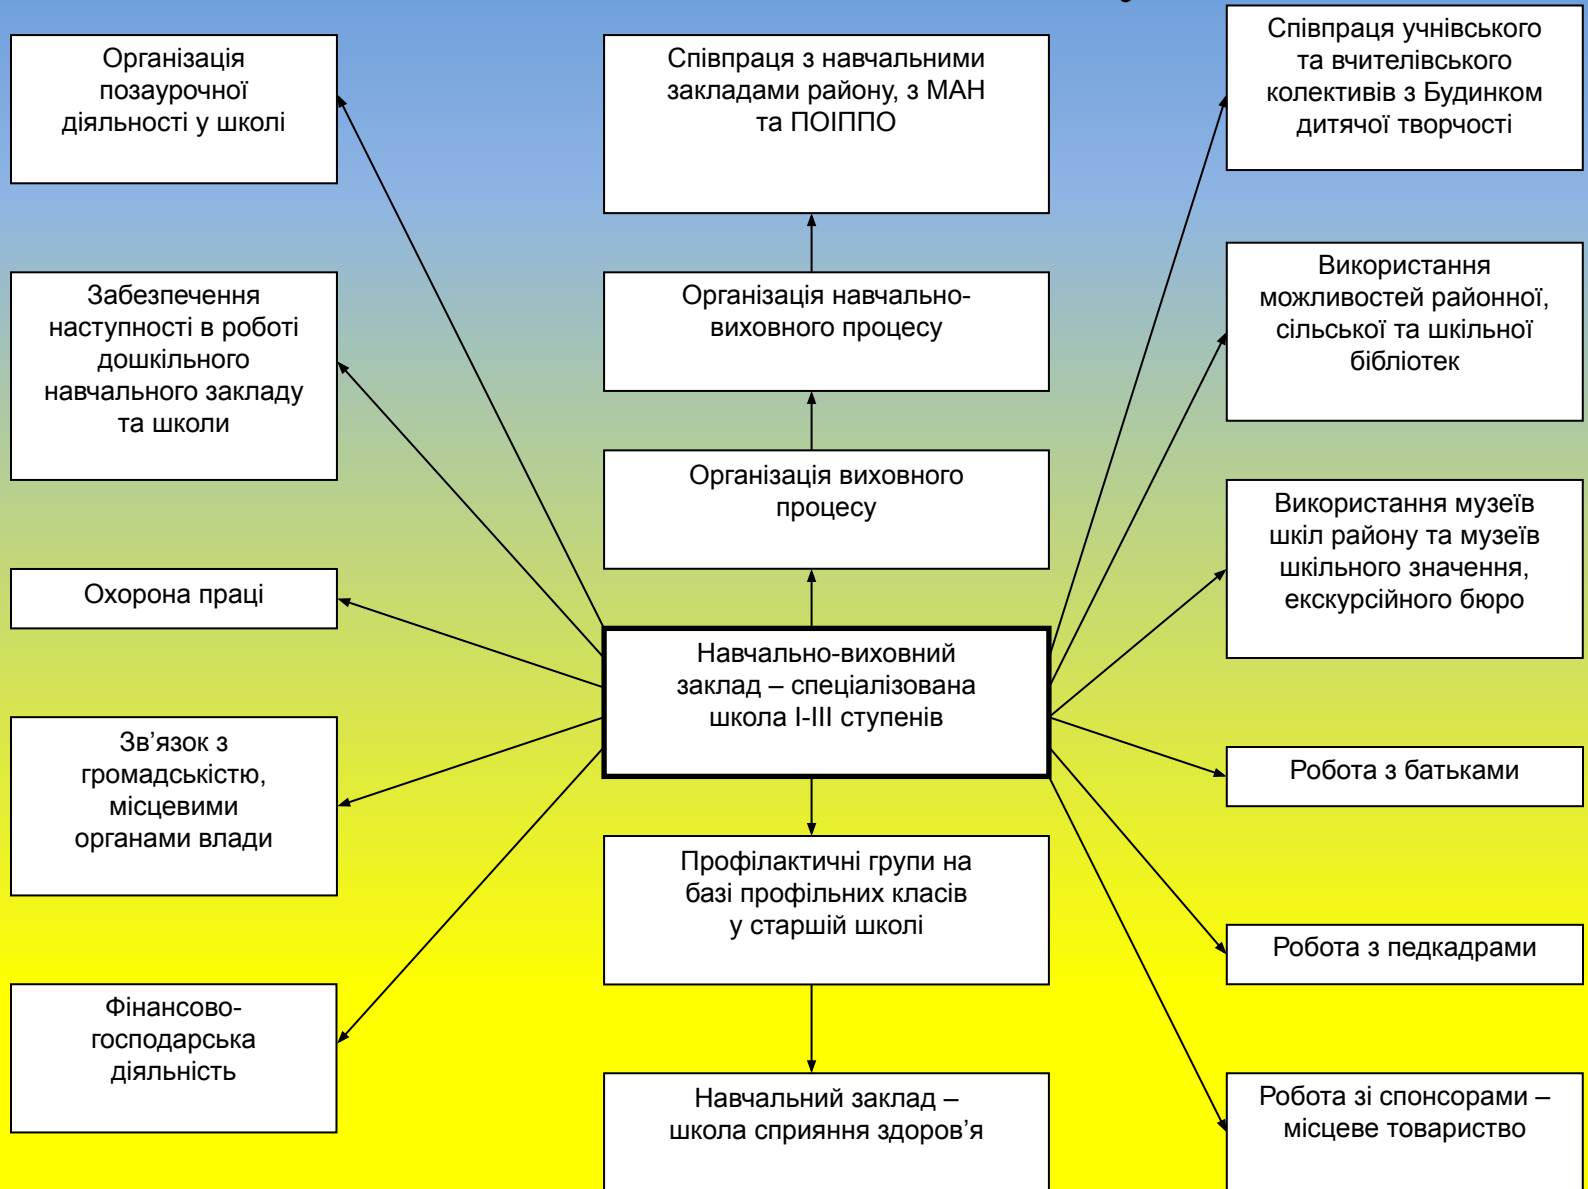 Організація
позаурочної
діяльності у школі
Співпраця з навчальними
закладами району, з МАН
та ПОІППО
Співпраця учнівського
та вчителівського
колективів з Будинком
дитячої творчості
Забезпечення
наступності в роботі
дошкільного
навчального закладу
та школи
Організація навчально-
виховного процесу
Використання
можливостей районної,
сільської та шкільної
бібліотек
Організація виховного
процесу
Використання музеїв
шкіл району та музеїв
шкільного значення,
екскурсійного бюро
Охорона праці
Навчально-виховний
заклад – спеціалізована
школа І-ІІІ ступенів
Зв’язок з
громадськістю,
місцевими
органами влади
Робота з батьками
Профілактичні групи на
базі профільних класів
у старшій школі
Робота з педкадрами
Фінансово-
господарська
діяльність
Навчальний заклад –
школа сприяння здоров’я
Робота зі спонсорами –
місцеве товариство